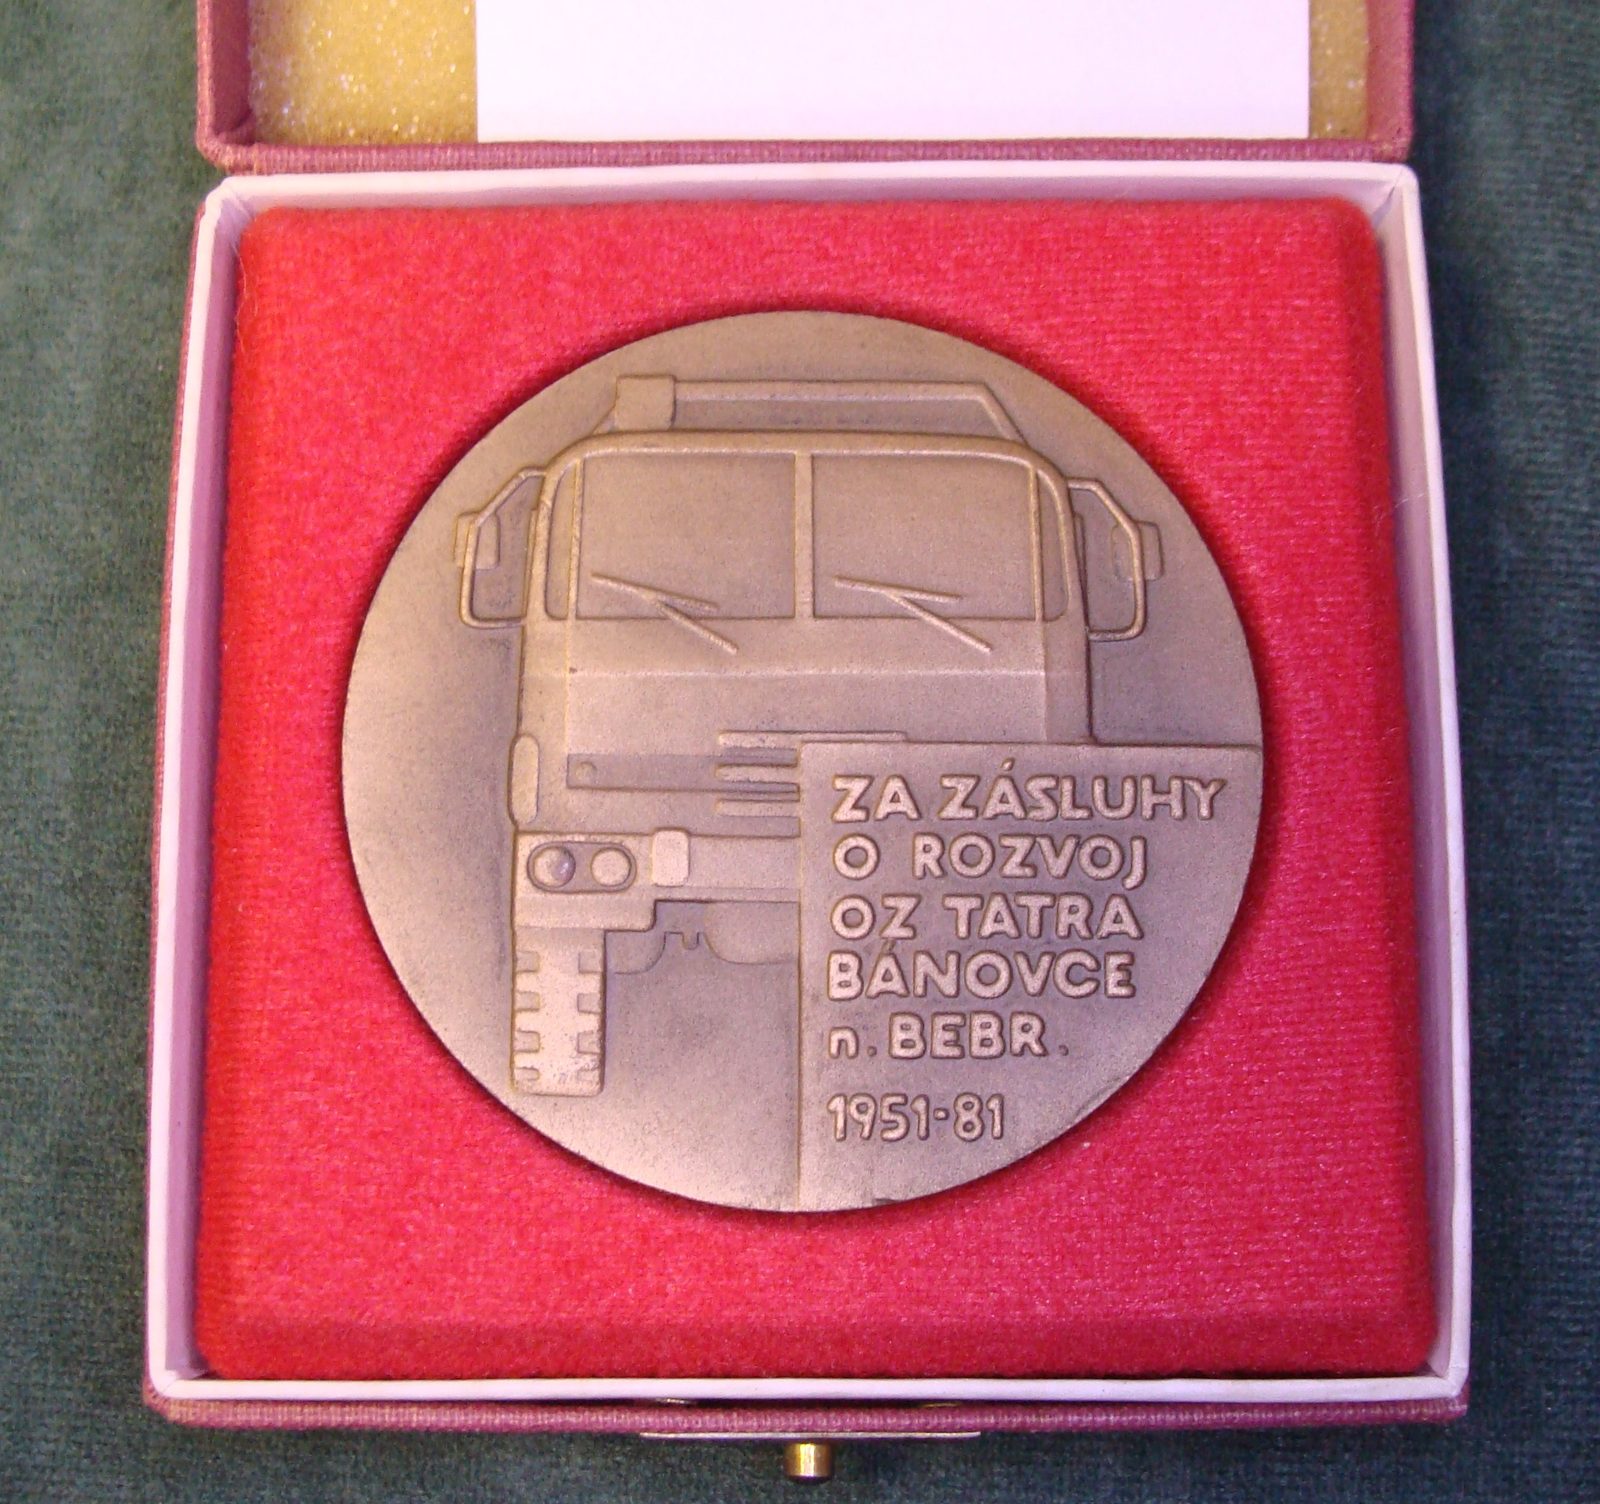 ZA ZÁSLUHY
O ROZVOJ
OZ TATRA
BÁNOVCE
n. BEBR.
1951-81